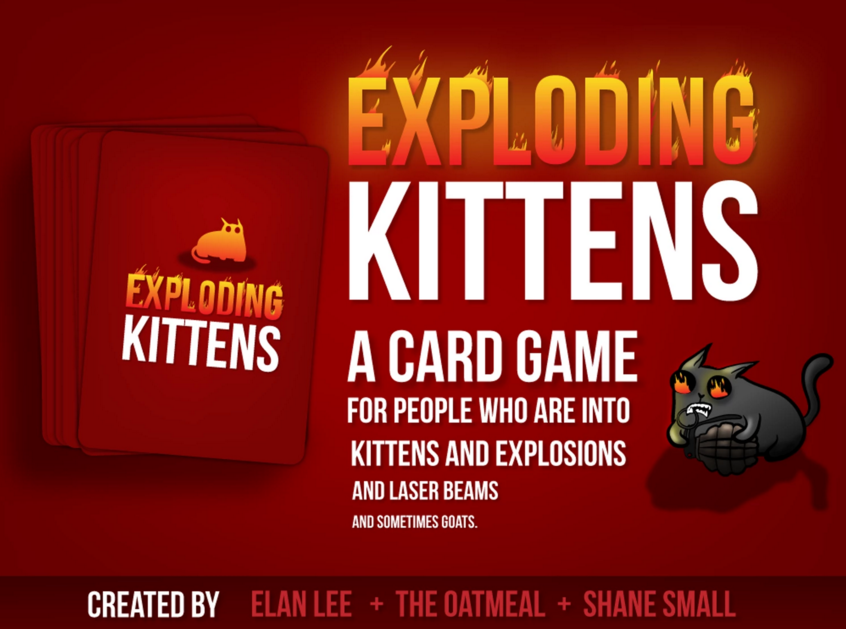 EXPLODING
KITTENS
EXPLODING
KITTENS
A CARD GAME
FOR PEOPLE WHO ARE INTO
KITTENS AND EXPLOSIONS
AND LASER BEAMS
AND SOMETIMES GOATS.
CREATED BY ELAN LEE + THE OATMEAL + SHANE SMALL